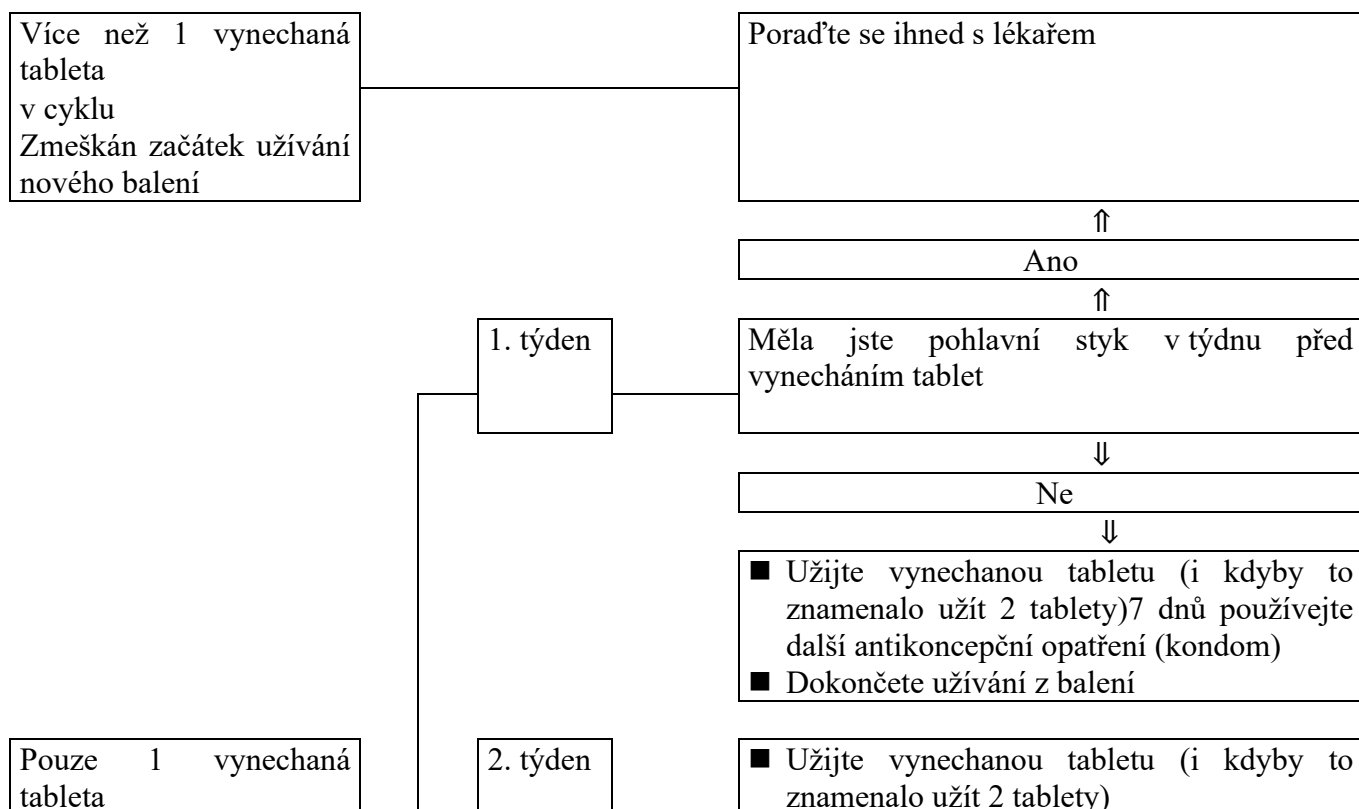 Více než 1 vynechaná
tableta
v cyklu
Zmeškán začátek užívání
nového balení
Poraďte se ihned s lékařem
⇑
Ano
⇑
1. týden
Měla jste pohlavní styk v týdnu před
vynecháním tablet
⇓
Ne
⇓
■ Užijte vynechanou tabletu (i kdyby to
znamenalo užít 2 tablety)7 dnů používejte
další antikoncepční opatření (kondom)
■ Dokončete užívání z balení
Pouze 1 vynechaná
tableta
2. týden
■ Užijte vynechanou tabletu (i kdyby to
znamenalo užít 2 tablety)